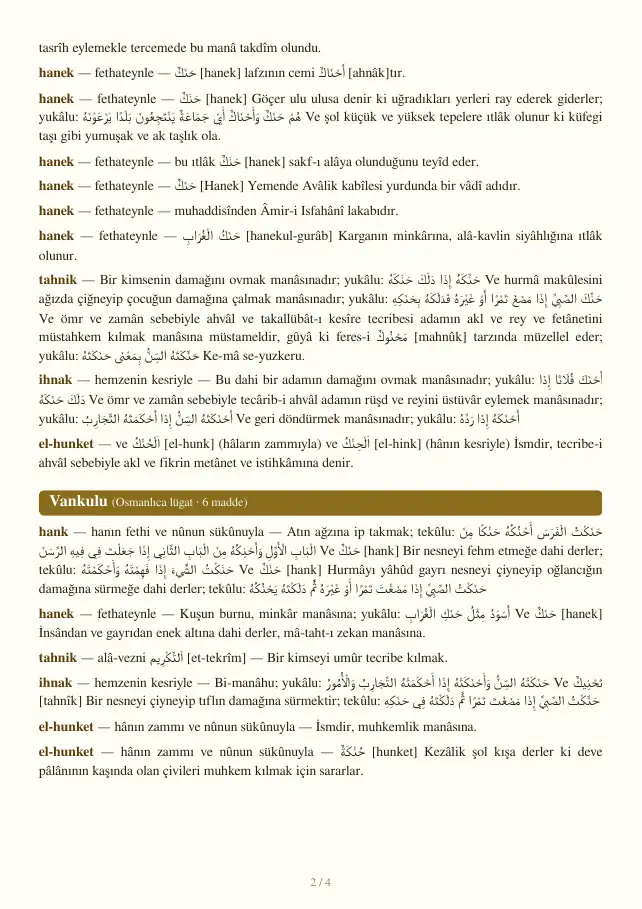 tasrîh eylemekle tercemede bu manâ takdîm olundu.
hanek — fethateynle — حَنَكٌ [hanek] lafzının cemi أَحْنَاكٌ [ahnâk]tır.
hanek — fethateynle — حَنَكٌ [hanek] Göçer ulu ulusa denir ki uğradıkları yerleri ray ederek giderler;
yukâlu: هُمْ حَنَكٌ وَأَحْنَاكٌ أَيْ جَمَاعَةٌ يَنْتَجِعُونَ بَلَدًا يَرْعَوْنَهُ Ve şol küçük ve yüksek tepelere ıtlâk olunur ki küfegi
taşı gibi yumuşak ve ak taşlık ola.
hanek — fethateynle — bu ıtlâk حَنَكٌ [hanek] sakf-ı alâya olunduğunu teyîd eder.
hanek — fethateynle — حَنَكٌ [Hanek] Yemende Avâlik kabîlesi yurdunda bir vâdî adıdır.
hanek — fethateynle — muhaddisînden Âmir-i Isfahânî lakabıdır.
hanek — fethateynle — حَنَكُ الْغُرَابِ [hanekul-gurâb] Karganın minkârına, alâ-kavlin siyâhlığına ıtlâk
olunur.
tahnik — Bir kimsenin damağını ovmak mânasınadır; yukâlu: حَنَّكَهُ إِذَا دَلَكَ حَنَكَهُ Ve hurmâ makûlesini
ağızda çiğneyip çocuğun damağına çalmak manâsınadır; yukâlu: حَنَّكَ الصَّبِيَّ إِذَا مَضَغَ تَمْرًا أَوْ غَيْرَهُ فَدَلَكَهُ بِحَنَكِهِ
Ve ömr ve zamân sebebiyle ahvâl ve takallübât-ı kesîre tecribesi adamın akl ve rey ve fetânetini
müstahkem kılmak manâsına müstameldir, gûyâ ki feres-i مَحْنُوكٌ [mahnûk] tarzında müzellel eder;
yukâlu: حَنَّكَتْهُ السِّنُّ بِمَعْنَى حَنَكَتْهُ Ke-mâ se-yuzkeru.
ihnak — hemzenin kesriyle — Bu dahi bir adamın damağını ovmak manâsınadır; yukâlu: أَحْنَكَ فُلَانًا إِذَا
دَلَكَ حَنَكَهُ Ve ömr ve zamân sebebiyle tecârib-i ahvâl adamın rüşd ve reyini üstüvâr eylemek manâsınadır;
yukâlu: أَحْنَكَتْهُ السِّنُّ إِذَا أَحْكَمَتْهُ التَّجَارِبُ Ve geri döndürmek manâsınadır; yukâlu: أَحْنَكَهُ إِذَا رَدَّهُ
el-hunket — ve اَلْحُنْكُ [el-hunk] (hâların zammıyla) ve اَلْحِنْكُ [el-hink] (hânın kesriyle) İsmdir, tecribe-i
ahvâl sebebiyle akl ve fikrin metânet ve istihkâmına denir.
Vankulu (Osmanlıca lügat · 6 madde)
hank — hanın fethi ve nûnun sükûnuyla — Atın ağzına ip takmak; tekûlu: حَنَكْتُ الْفَرَسَ أَحْنُكُهُ حَنْكًا مِنَ
الْبَابِ الْأَوَّلِ وَأَحْنِكُهُ مِنَ الْبَابِ الثَّانِي إِذَا جَعَلْتَ فِي فِيهِ الرَّسَنَ Ve حَنْكٌ [hank] Bir nesneyi fehm etmeğe dahi derler;
tekûlu: حَنَكْتُ الشَّيْءَ إِذَا فَهِمْتَهُ وَأَحْكَمْتَهُ Ve حَنْكٌ [hank] Hurmâyı yâhûd gayrı nesneyi çiyneyip oğlancığın
damağına sürmeğe dahi derler; tekûlu: حَنَكْتُ الصَّبِيَّ إِذَا مَضَغْتَ تَمْرًا أَوْ غَيْرَهُ ثُمَّ دَلَكْتَهُ بِحَنَكِهِ
hanek — fethateynle — Kuşun burnu, minkâr manâsına; yukâlu: أَسْوَدُ مِثْلُ حَنَكِ الْغُرَابِ Ve حَنَكٌ [hanek]
İnsândan ve gayrıdan enek altına dahi derler, mâ-taht-ı zekan manâsına.
tahnik — alâ-vezni اَلتَّكْرِيمِ [et-tekrîm] — Bir kimseyi umûr tecribe kılmak.
ihnak — hemzenin kesriyle — Bi-manâhu; yukâlu: حَنَّكَتْهُ السِّنُّ وَأَحْنَكَتْهُ إِذَا أَحْكَمَتْهُ التَّجَارِبُ وَالْأُمُورُ Ve تَحْنِيكٌ
[tahnîk] Bir nesneyi çiyneyip tıflın damağına sürmektir; tekûlu: حَنَّكْتُ الصَّبِيَّ إِذَا مَضَغْتَ تَمْرًا ثُمَّ دَلَكْتَهُ فِي حَنَكِهِ
el-hunket — hânın zammı ve nûnun sükûnuyla — İsmdir, muhkemlik manâsına.
el-hunket — hânın zammı ve nûnun sükûnuyla — حُنْكَةٌ [hunket] Kezâlik şol kışa derler ki deve
pâlânının kaşında olan çivileri muhkem kılmak için sararlar.
2 / 4